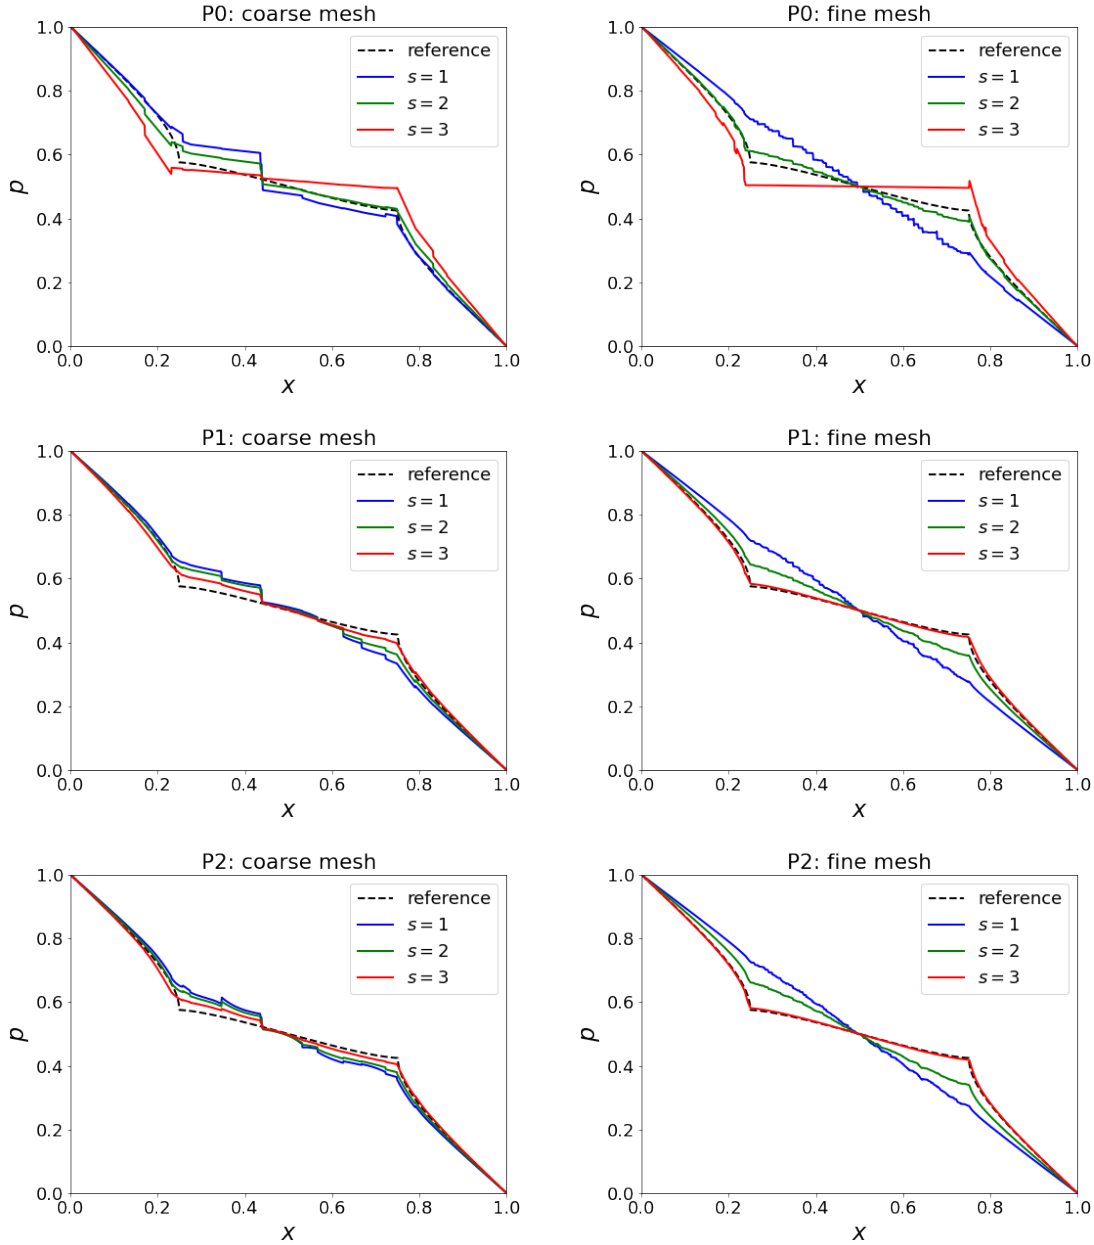 P0: coarse mesh
p
1.0
0.8
0.6
0.4
0.2
0.0
reference
s = 1
s = 2
s = 3
0.0 0.2 0.4 0.6 0.8 1.0
x
P0: fine mesh
p
1.0
0.8
0.6
0.4
0.2
0.0
reference
s = 1
s = 2
s = 3
0.0 0.2 0.4 0.6 0.8 1.0
x
P1: coarse mesh
p
1.0
0.8
0.6
0.4
0.2
0.0
reference
s = 1
s = 2
s = 3
0.0 0.2 0.4 0.6 0.8 1.0
x
P1: fine mesh
p
1.0
0.8
0.6
0.4
0.2
0.0
reference
s = 1
s = 2
s = 3
0.0 0.2 0.4 0.6 0.8 1.0
x
P2: coarse mesh
p
1.0
0.8
0.6
0.4
0.2
0.0
reference
s = 1
s = 2
s = 3
0.0 0.2 0.4 0.6 0.8 1.0
x
P2: fine mesh
p
1.0
0.8
0.6
0.4
0.2
0.0
reference
s = 1
s = 2
s = 3
0.0 0.2 0.4 0.6 0.8 1.0
x